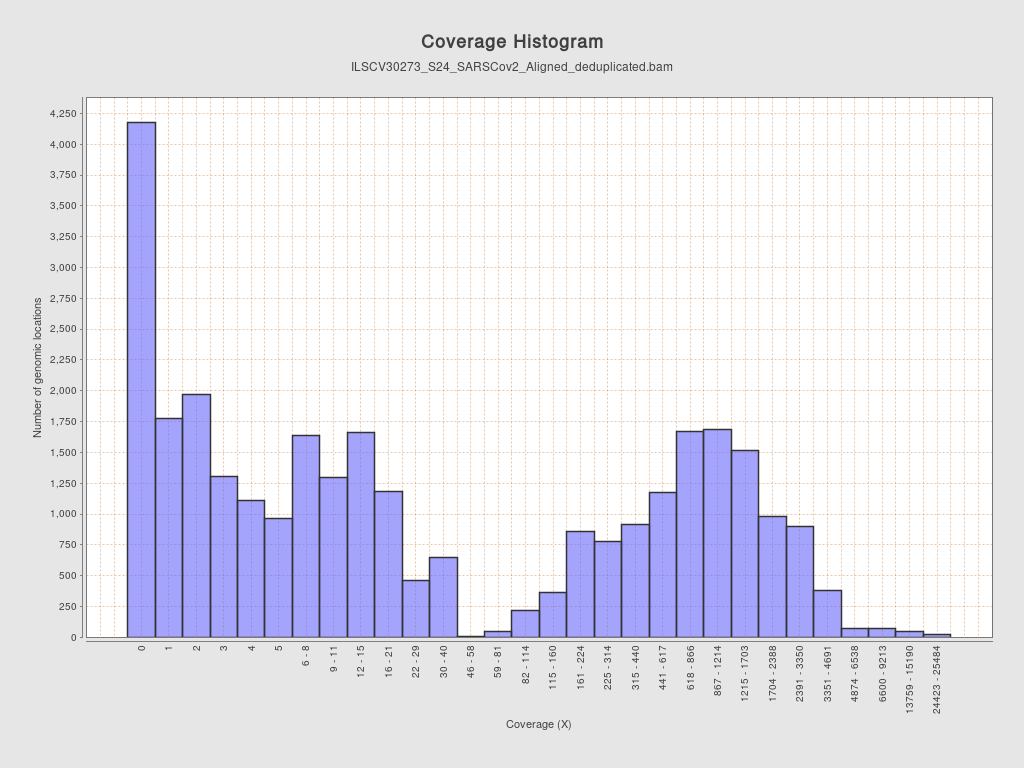 Coverage Histogram
ILSCV30273_S24_SARSCov2_Aligned_deduplicated.bam
Number of genomic locations
4,250
4,000
3,750
3,500
3,250
3,000
2,750
2,500
2,250
2,000
1,750
1,500
1,250
1,000
750
500
250
0
0
1
2
3
4
5
6 - 8
9 - 11
12 - 15
16 - 21
22 - 29
30 - 40
46 - 58
59 - 81
82 - 114
115 - 160
161 - 224
225 - 314
315 - 440
441 - 617
618 - 866
867 - 1214
1215 - 1703
1704 - 2388
2391 - 3350
3351 - 4691
4874 - 6538
6600 - 9213
13759 - 15190
24423 - 25484
Coverage (X)